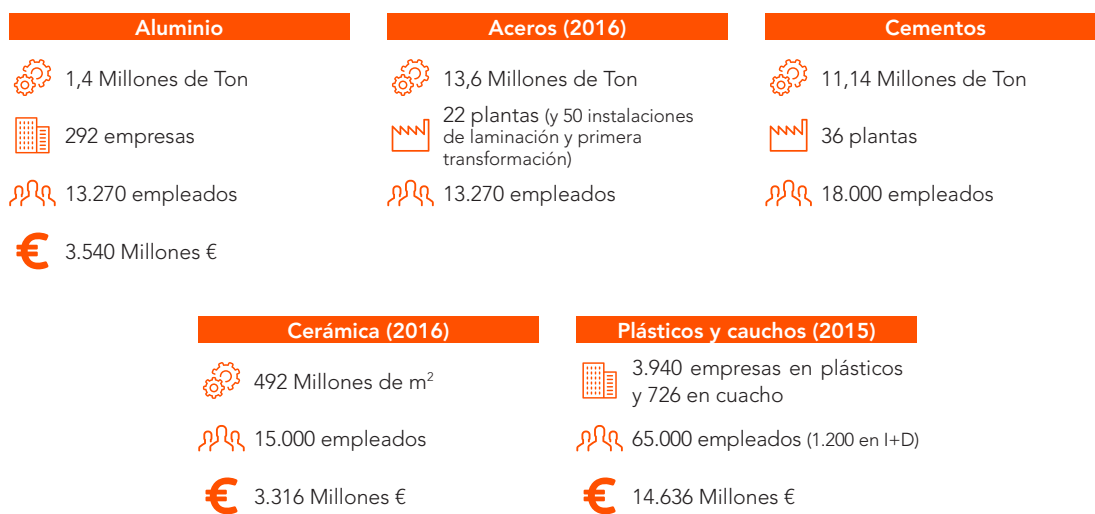 Aluminio
1,4 Millones de Ton
292 empresas
13.270 empleados
€
3.540 Millones €
Aceros (2016)
13,6 Millones de Ton
22 plantas (y 50 instalaciones
de laminación y primera
transformación)
13.270 empleados
Cementos
11,14 Millones de Ton
36 plantas
18.000 empleados
Cerámica (2016)
492 Millones de m²
15.000 empleados
€
3.316 Millones €
Plásticos y cauchos (2015)
3.940 empresas en plásticos
y 726 en cuacho
65.000 empleados (1.200 en I+D)
€
14.636 Millones €